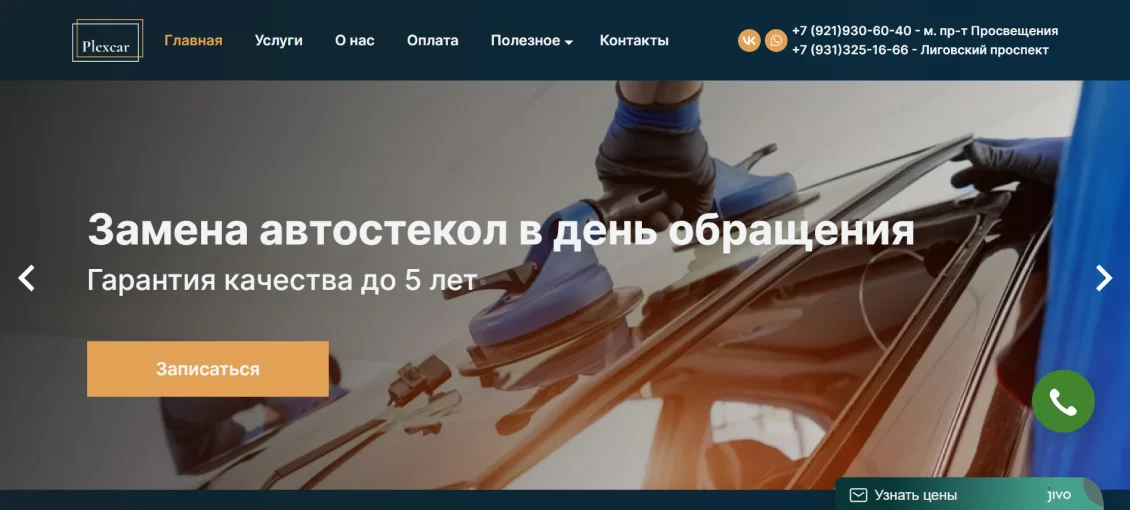 Plexcar
Главная
Услуги
О нас
Оплата
Полезное
Контакты
+7 (921)930-60-40 - м. пр-т Просвещения
+7 (931)325-16-66 - Лиговский проспект
Замена автостекол в день обращения
Гарантия качества до 5 лет
Записаться
Узнать цены
jivo